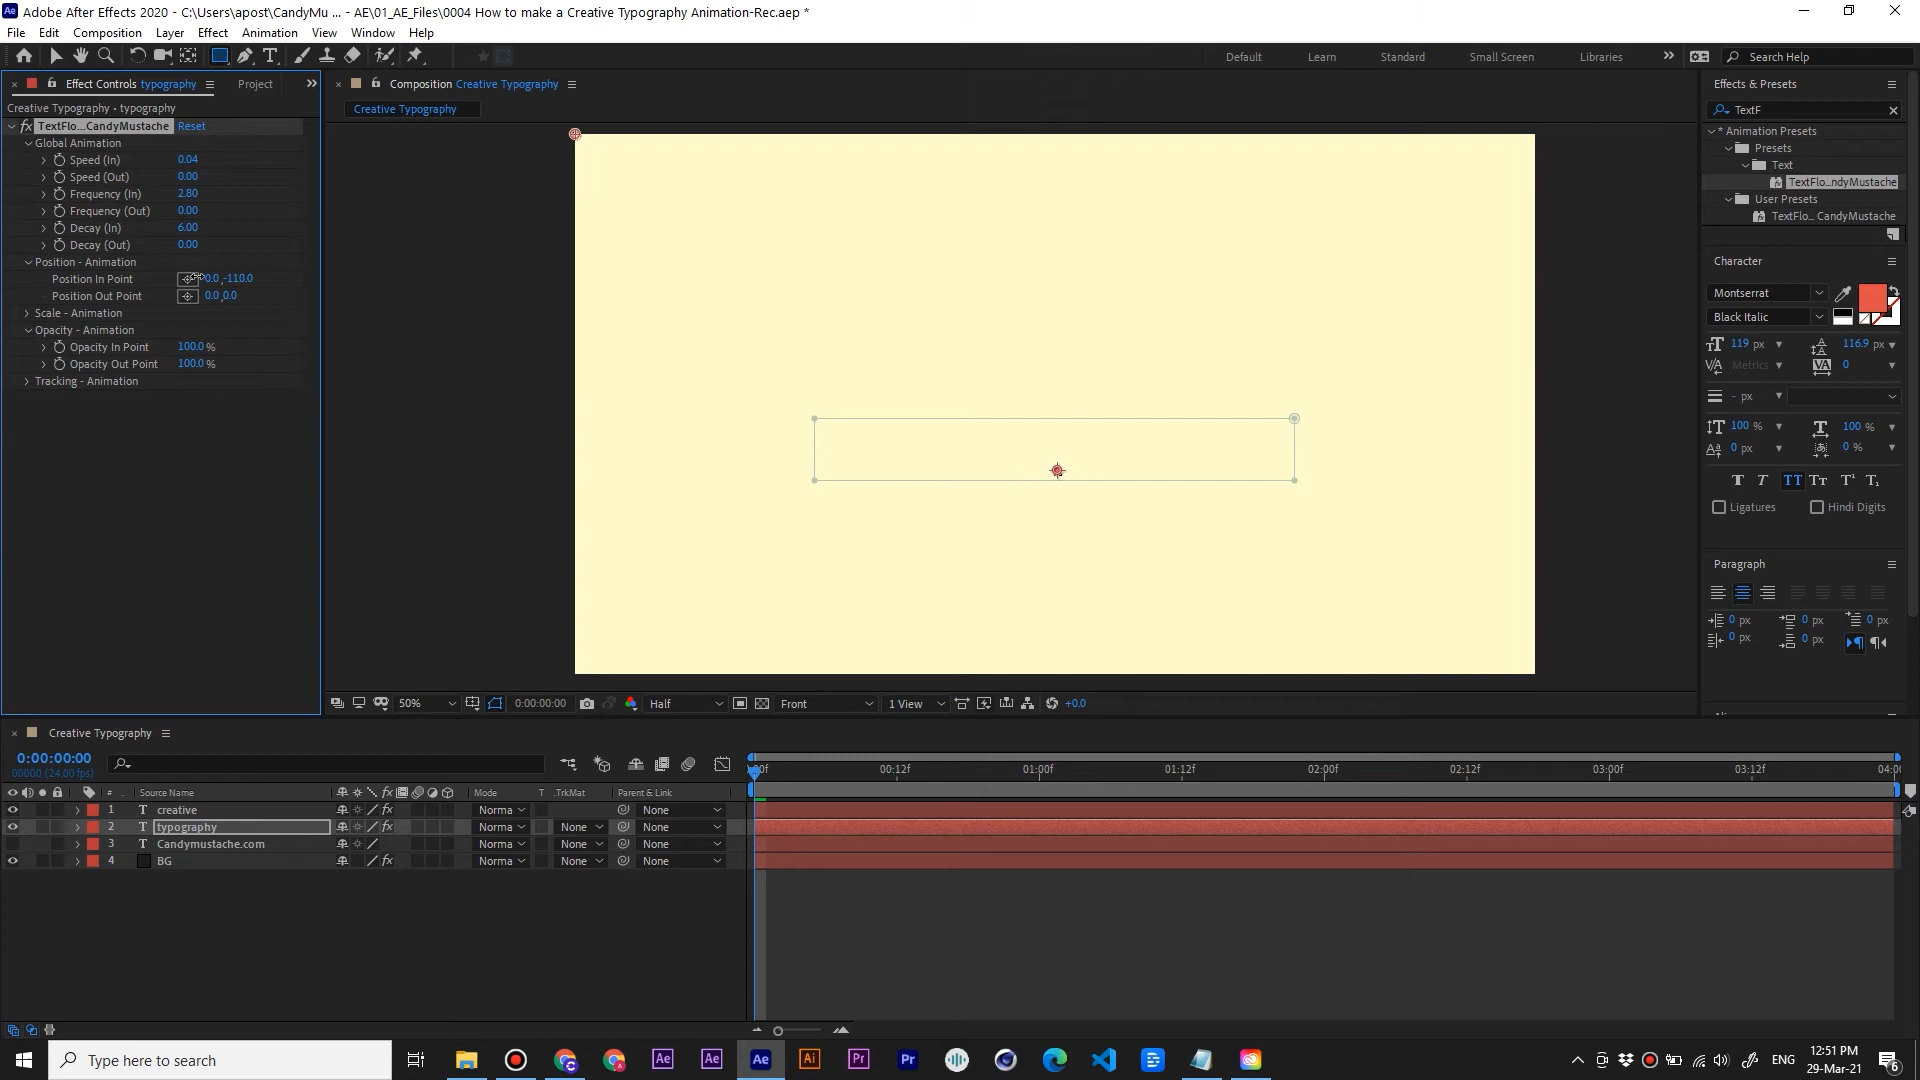 Adobe After Effects 2020 - C:\Users\apost\CandyMu ... - AE\01_AE_Files\0004 How to make a Creative Typography Animation-Rec.aep *
File Edit Composition Layer Effect Animation View Window Help
Default Learn Standard Small Screen Libraries Search Help
Effect Controls typography Project
Composition Creative Typography
Effects & Presets
Creative Typography • typography
Creative Typography
TextF
TextFlo...CandyMustache Reset
Global Animation
Speed (In) 0.04
Speed (Out) 0.00
Frequency (In) 2.80
Frequency (Out) 0.00
Decay (In) 6.00
Decay (Out) 0.00
Position - Animation
Position In Point 0.0 ,-110.0
Position Out Point 0.0 ,0.0
Scale - Animation
Opacity - Animation
Opacity In Point 100.0 %
Opacity Out Point 100.0 %
Tracking - Animation
* Animation Presets
Presets
Text
TextFlo...ndyMustache
User Presets
TextFlo... CandyMustache
Character
Montserrat
Black Italic
119 px 116.9 px
Metrics 0
- px
100 % 100 %
0 px 0 %
Ligatures Hindi Digits
Paragraph
0 px 0 px 0 px
0 px 0 px
50% 0:00:00:00 Half Front 1 View +0.0
Creative Typography
0:00:00:00
00000 (24.00 fps)
00f 00:12f 01:00f 01:12f 02:00f 02:12f 03:00f 03:12f 04:00
# Source Name Mode T .TrkMat Parent & Link
1 T creative Norma None
2 T typography Norma None None
3 T Candymustache.com Norma None None
4 BG Norma None None
Type here to search
ENG 12:51 PM
29-Mar-21
6